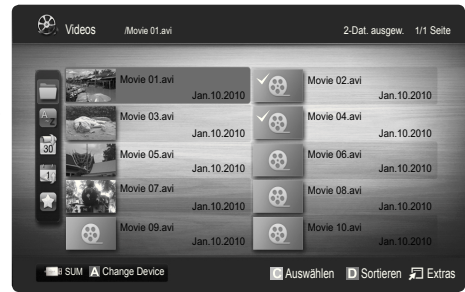 Videos /Movie 01.avi 2-Dat. ausgew. 1/1 Seite
Movie 01.avi Movie 02.avi
Jan.10.2010 Jan.10.2010
Movie 03.avi Movie 04.avi
Jan.10.2010 Jan.10.2010
Movie 05.avi Movie 06.avi
Jan.10.2010 Jan.10.2010
Movie 07.avi Movie 08.avi
Jan.10.2010 Jan.10.2010
Movie 09.avi Movie 10.avi
Jan.10.2010 Jan.10.2010
A
30
1
SUM A Change Device C Auswählen D Sortieren Extras